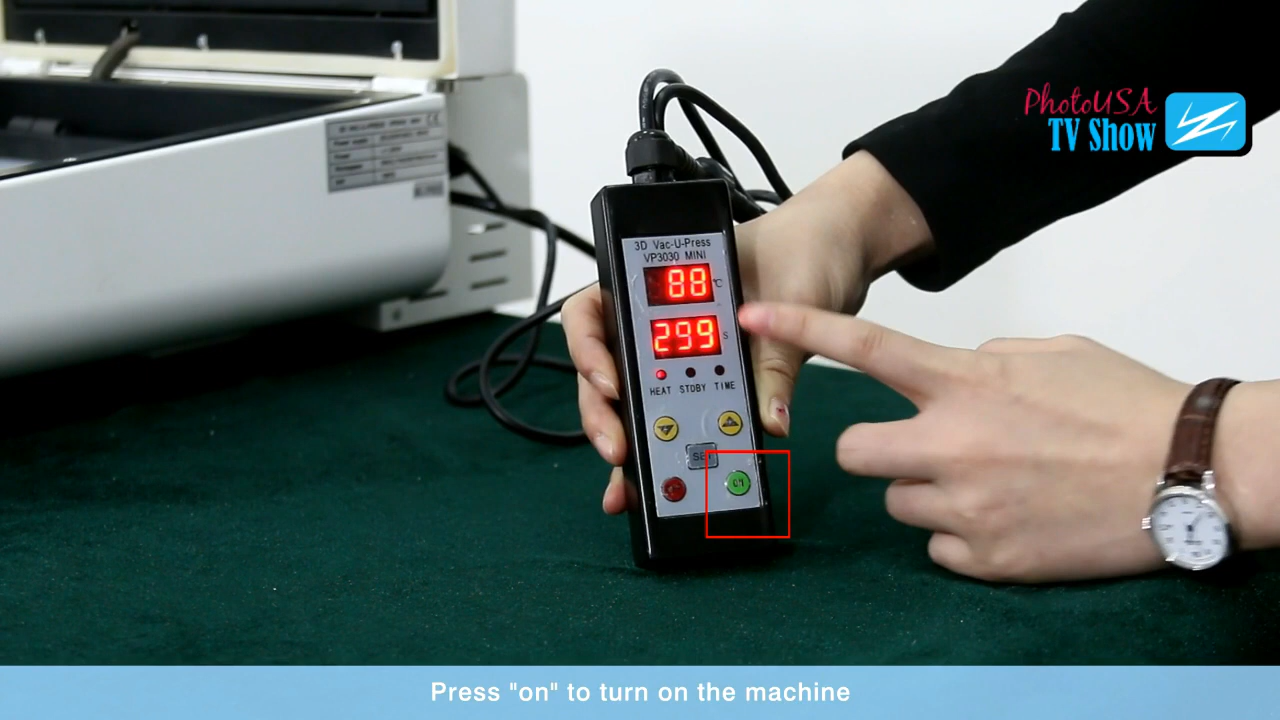 PhotoUSA
TV Show
3D Vac-U-Press
VP3030 MINI
88 °C
299 S
HEAT STDBY TIME
SET
ON
Press "on" to turn on the machine